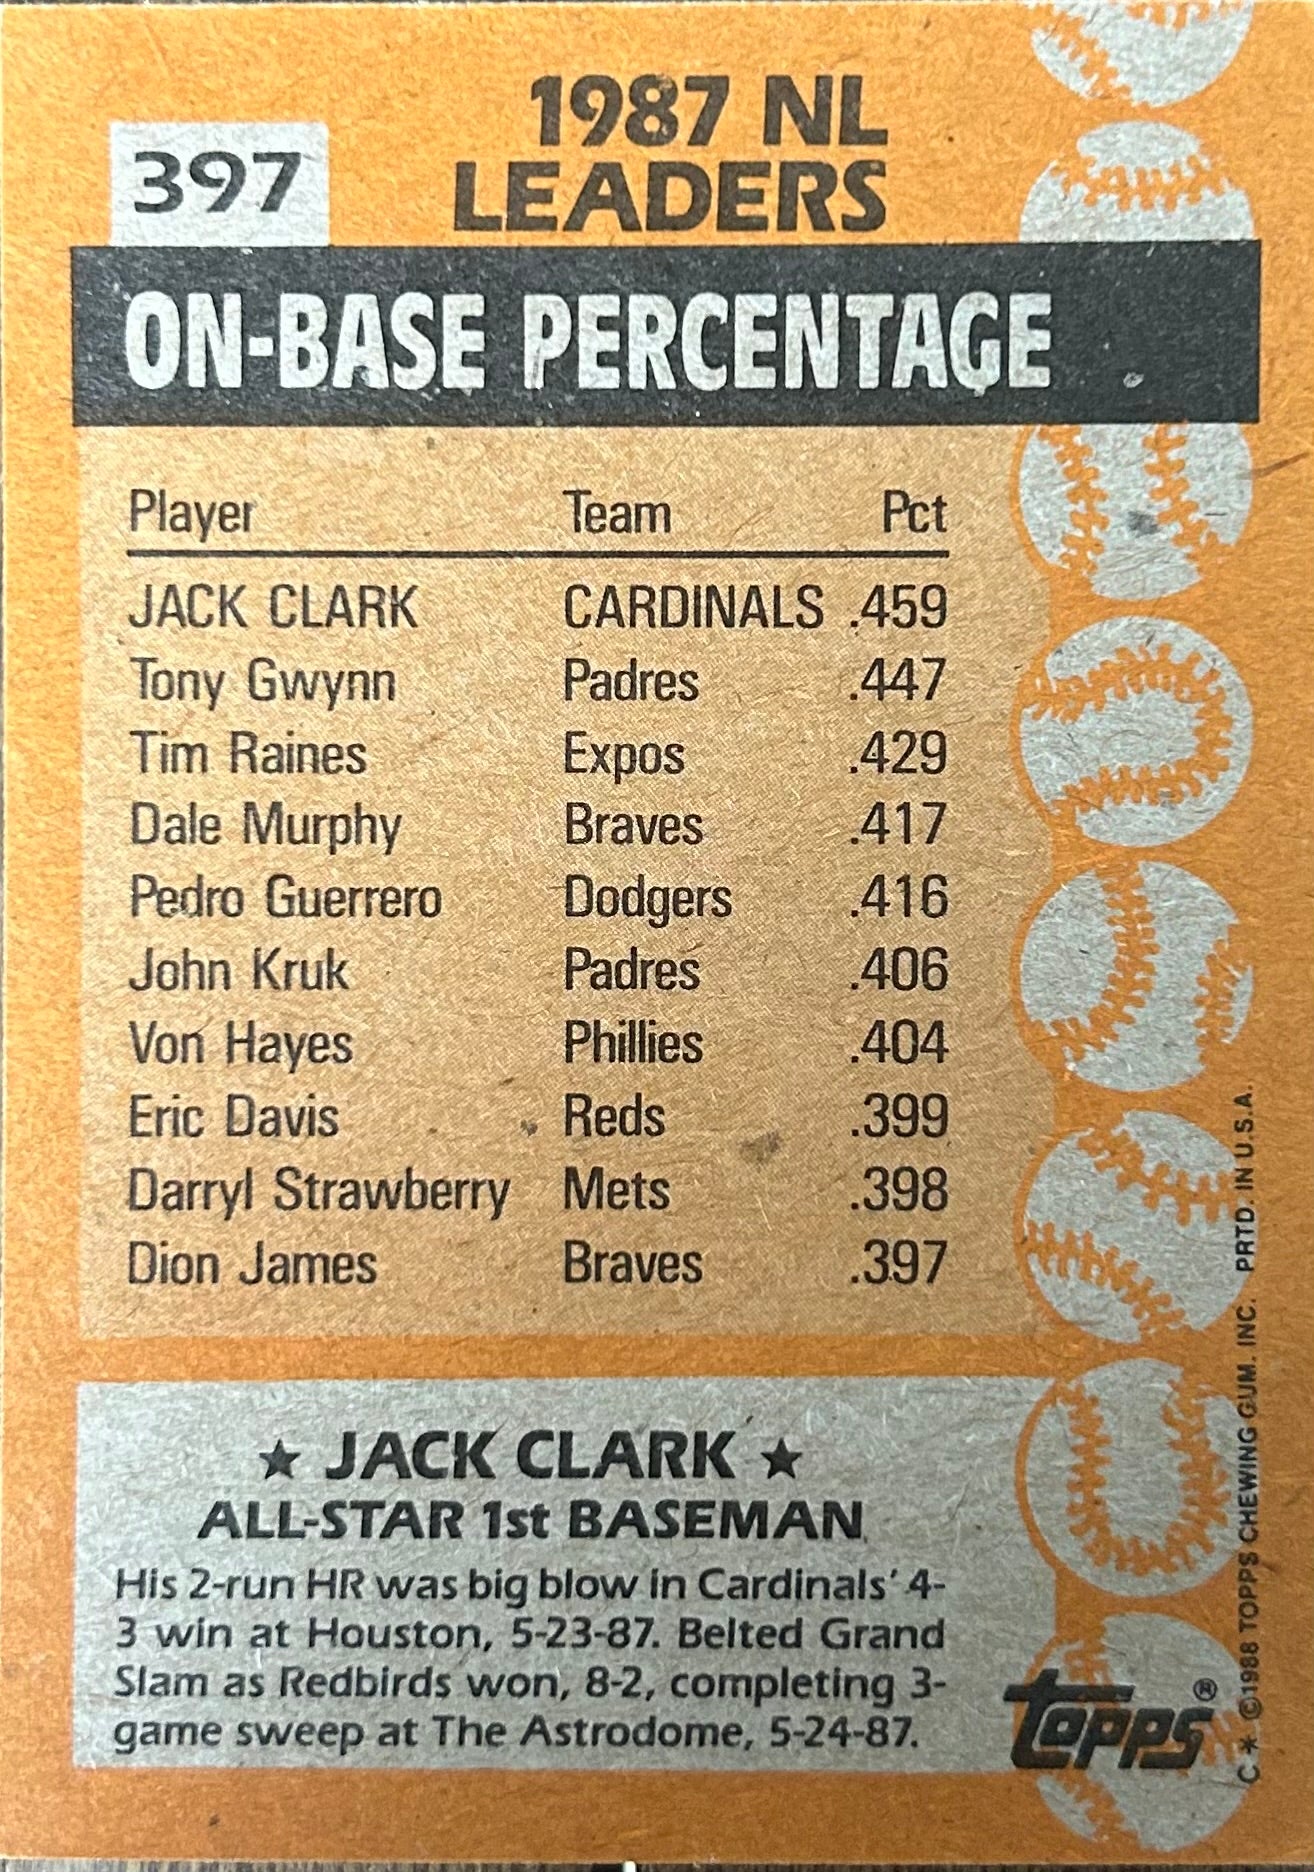 1987 NL
LEADERS
397
ON-BASE PERCENTAGE
Player Team Pct
JACK CLARK CARDINALS .459
Tony Gwynn Padres .447
Tim Raines Expos .429
Dale Murphy Braves .417
Pedro Guerrero Dodgers .416
John Kruk Padres .406
Von Hayes Phillies .404
Eric Davis Reds .399
Darryl Strawberry Mets .398
Dion James Braves .397
★ JACK CLARK ★
ALL-STAR 1st BASEMAN
His 2-run HR was big blow in Cardinals' 4-
3 win at Houston, 5-23-87. Belted Grand
Slam as Redbirds won, 8-2, completing 3-
game sweep at The Astrodome, 5-24-87.
topps®
C* ©1988 TOPPS CHEWING GUM, INC. PRTD. IN U.S.A.